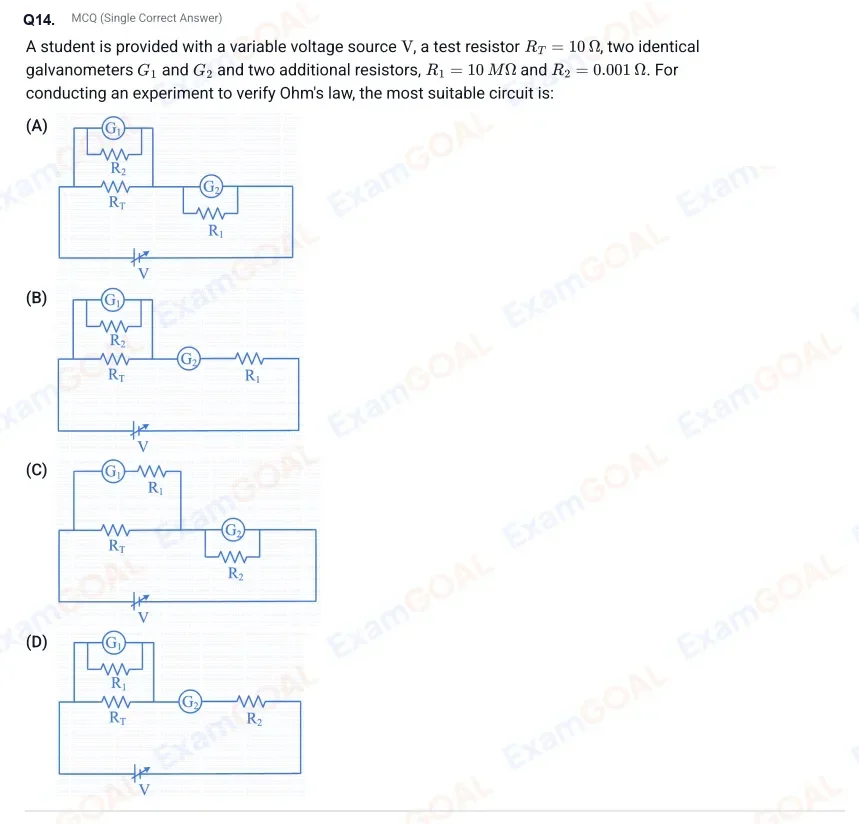 Q14. MCQ (Single Correct Answer)
A student is provided with a variable voltage source V, a test resistor R_T = 10 Ω, two identical
galvanometers G₁ and G₂ and two additional resistors, R₁ = 10 MΩ and R₂ = 0.001 Ω. For
conducting an experiment to verify Ohm's law, the most suitable circuit is:
(A)
G₁
R₂
R_T
G₂
R₁
V
(B)
G₁
R₂
R_T
G₂
R₁
V
(C)
G₁
R₁
R_T
G₂
R₂
V
(D)
G₁
R₁
R_T
G₂
R₂
V
ExamGOAL